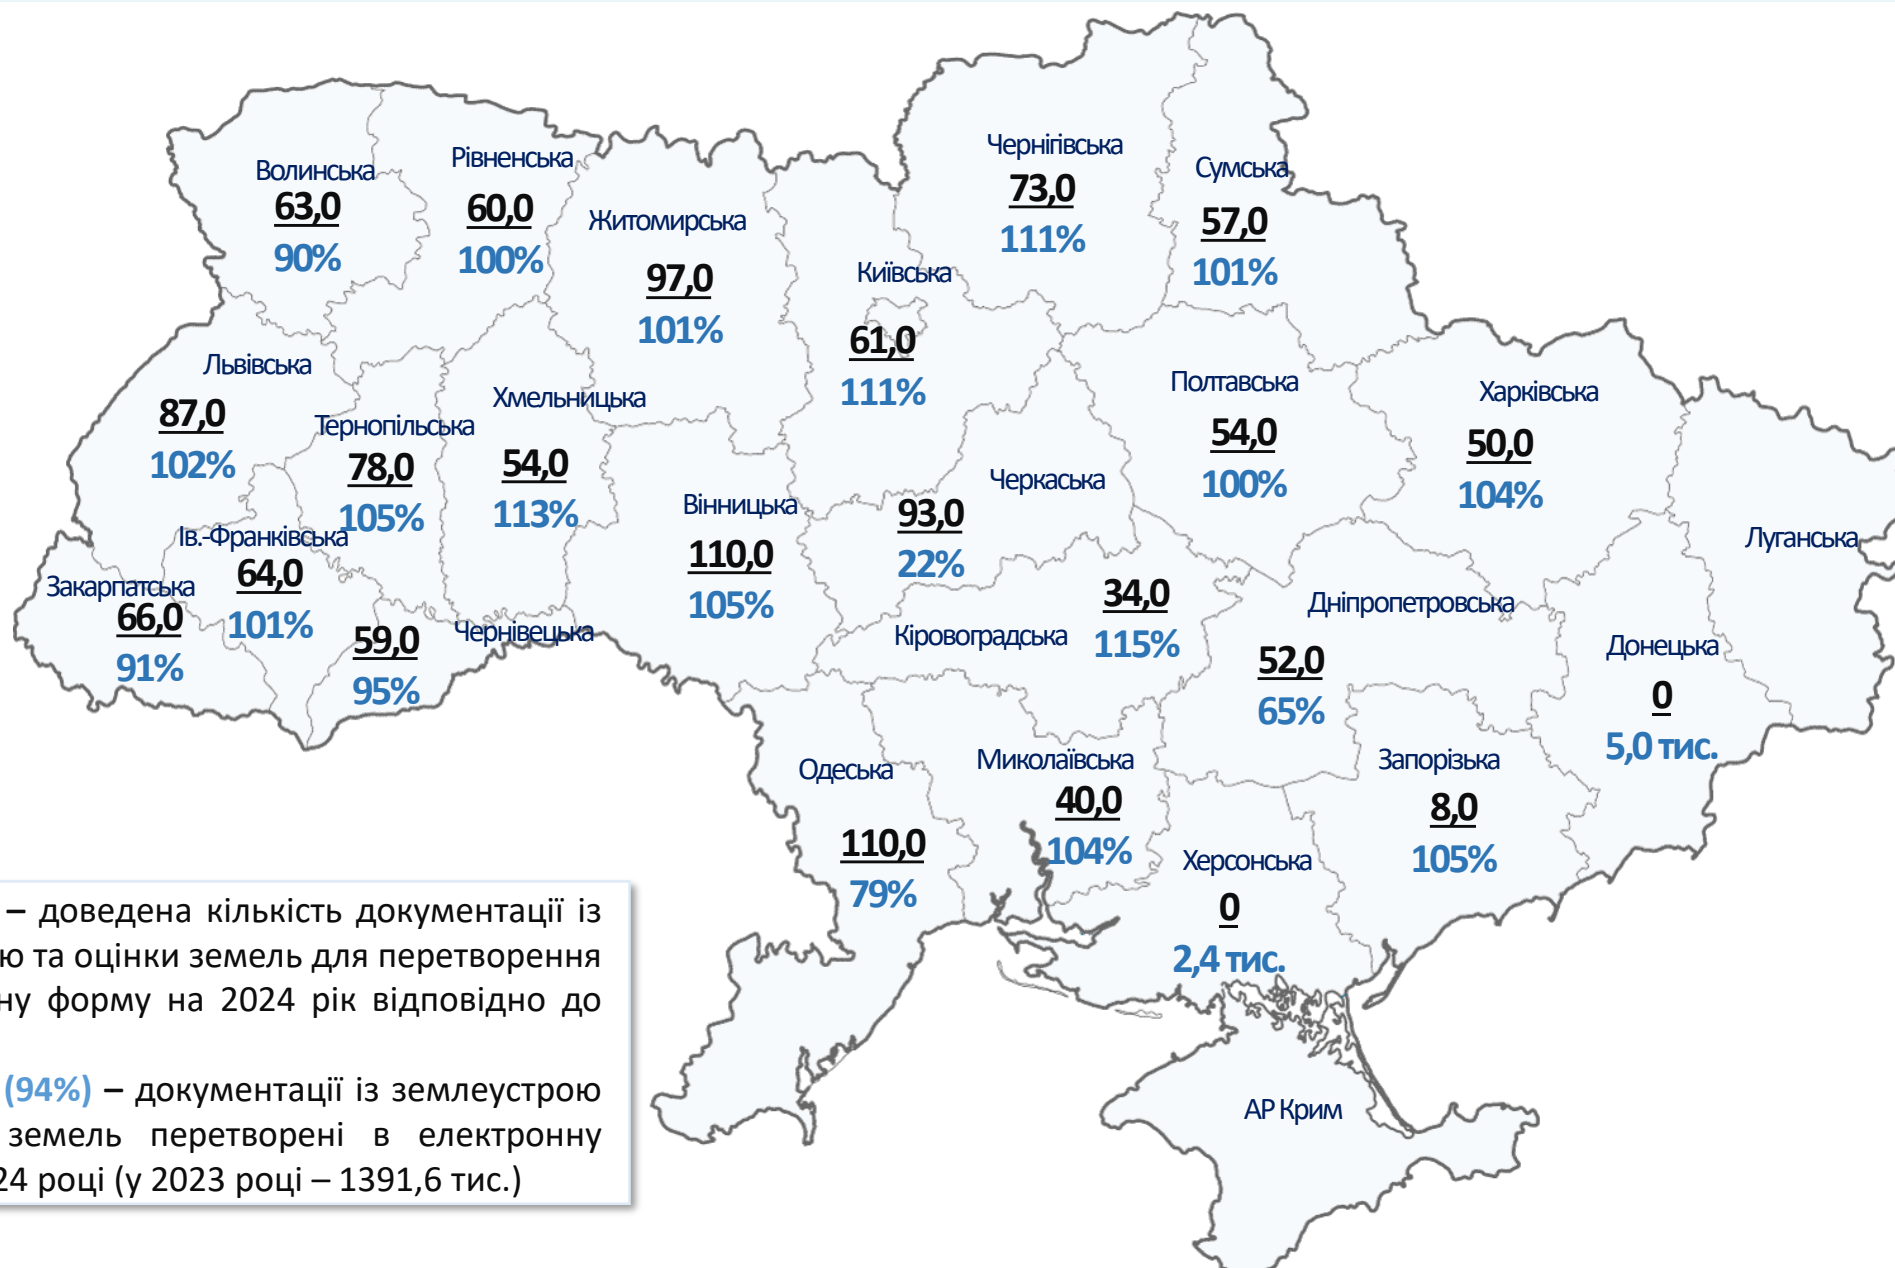 Волинська
63,0
90%
Рівненська
60,0
100%
Житомирська
97,0
101%
Київська
61,0
111%
Чернігівська
73,0
111%
Сумська
57,0
101%
Львівська
87,0
102%
Тернопільська
78,0
105%
Хмельницька
54,0
113%
Вінницька
110,0
105%
Черкаська
93,0
22%
Полтавська
54,0
100%
Харківська
50,0
104%
Луганська
Закарпатська
66,0
91%
Ів.-Франківська
64,0
101%
Чернівецька
59,0
95%
Кіровоградська
34,0
115%
Дніпропетровська
52,0
65%
Донецька
0
5,0 тис.
Одеська
110,0
79%
Миколаївська
40,0
104%
Херсонська
0
2,4 тис.
Запорізька
8,0
105%
АР Крим
– доведена кількість документації із
ю та оцінки земель для перетворення
ну форму на 2024 рік відповідно до
(94%) – документації із землеустрою
земель перетворені в електронну
24 році (у 2023 році – 1391,6 тис.)